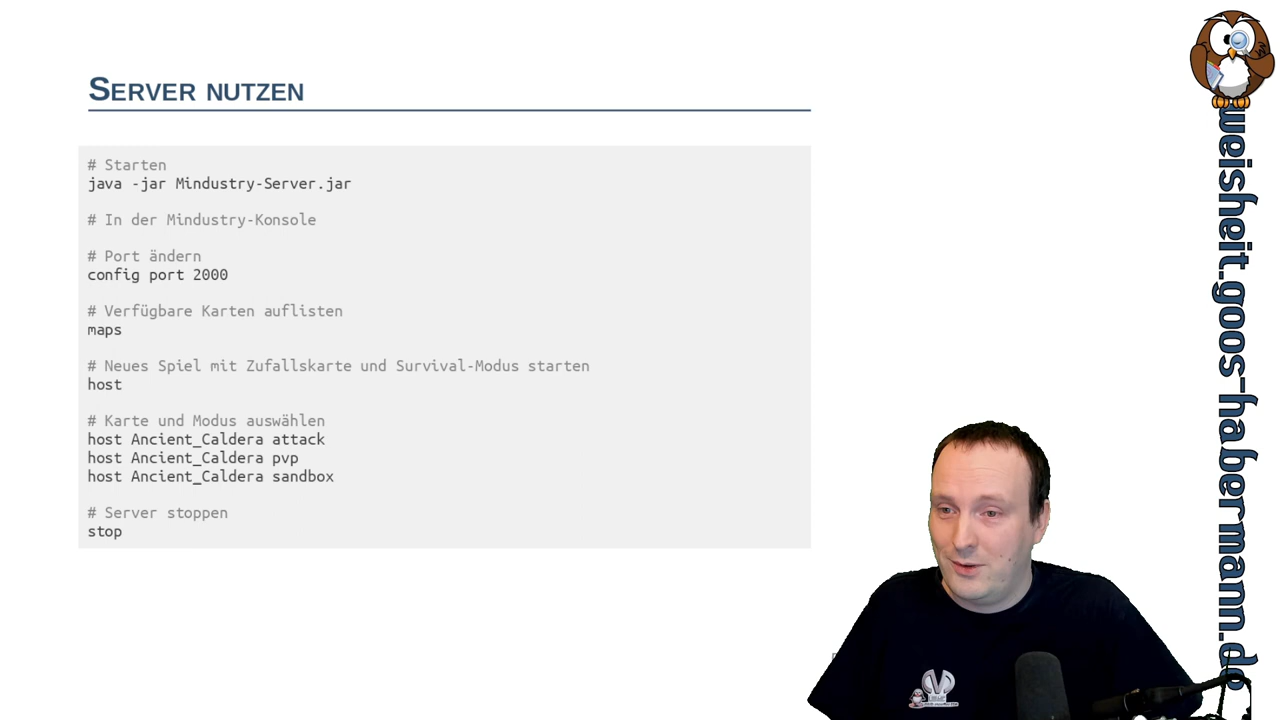 SERVER NUTZEN
# Starten
java -jar Mindustry-Server.jar
# In der Mindustry-Konsole
# Port ändern
config port 2000
# Verfügbare Karten auflisten
maps
# Neues Spiel mit Zufallskarte und Survival-Modus starten
host
# Karte und Modus auswählen
host Ancient_Caldera attack
host Ancient_Caldera pvp
host Ancient_Caldera sandbox
# Server stoppen
stop
weisheit.goos-habermann.de